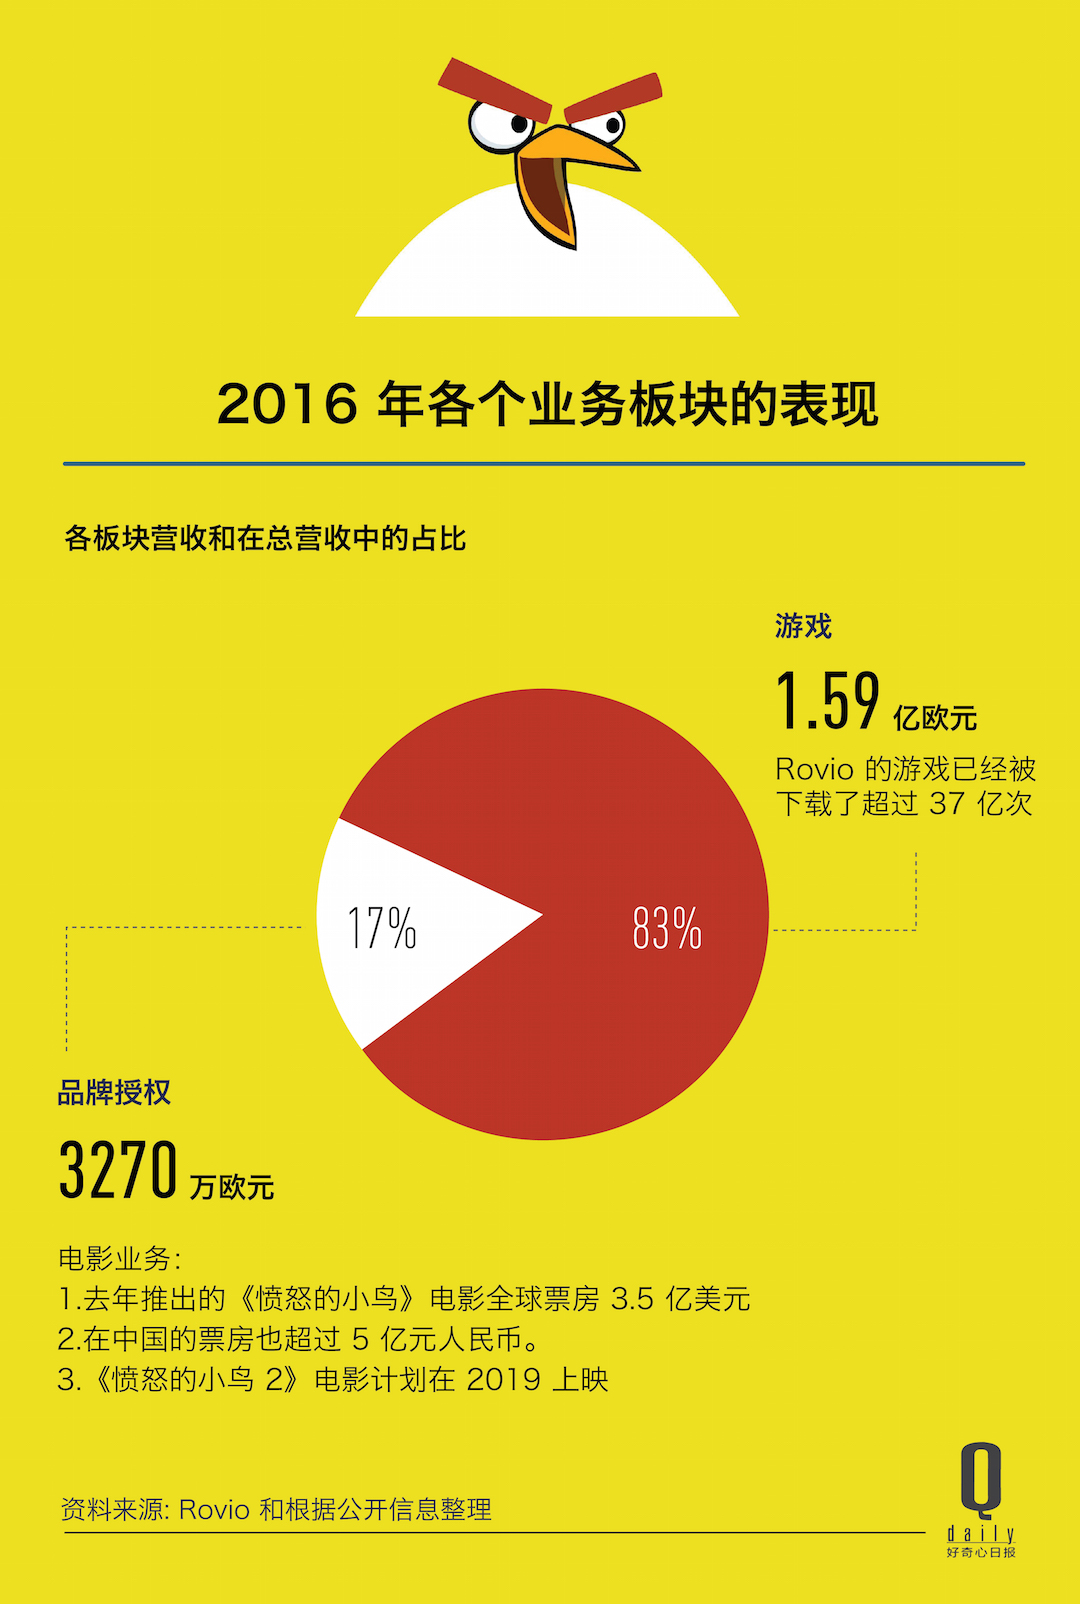 2016 年各个业务板块的表现
各板块营收和在总营收中的占比
游戏
1.59 亿欧元
Rovio 的游戏已经被
下载了超过 37 亿次
17%
83%
品牌授权
3270 万欧元
电影业务：
1.去年推出的《愤怒的小鸟》电影全球票房 3.5 亿美元
2.在中国的票房也超过 5 亿元人民币。
3.《愤怒的小鸟 2》电影计划在 2019 上映
资料来源: Rovio 和根据公开信息整理
Q
daily
好奇心日报